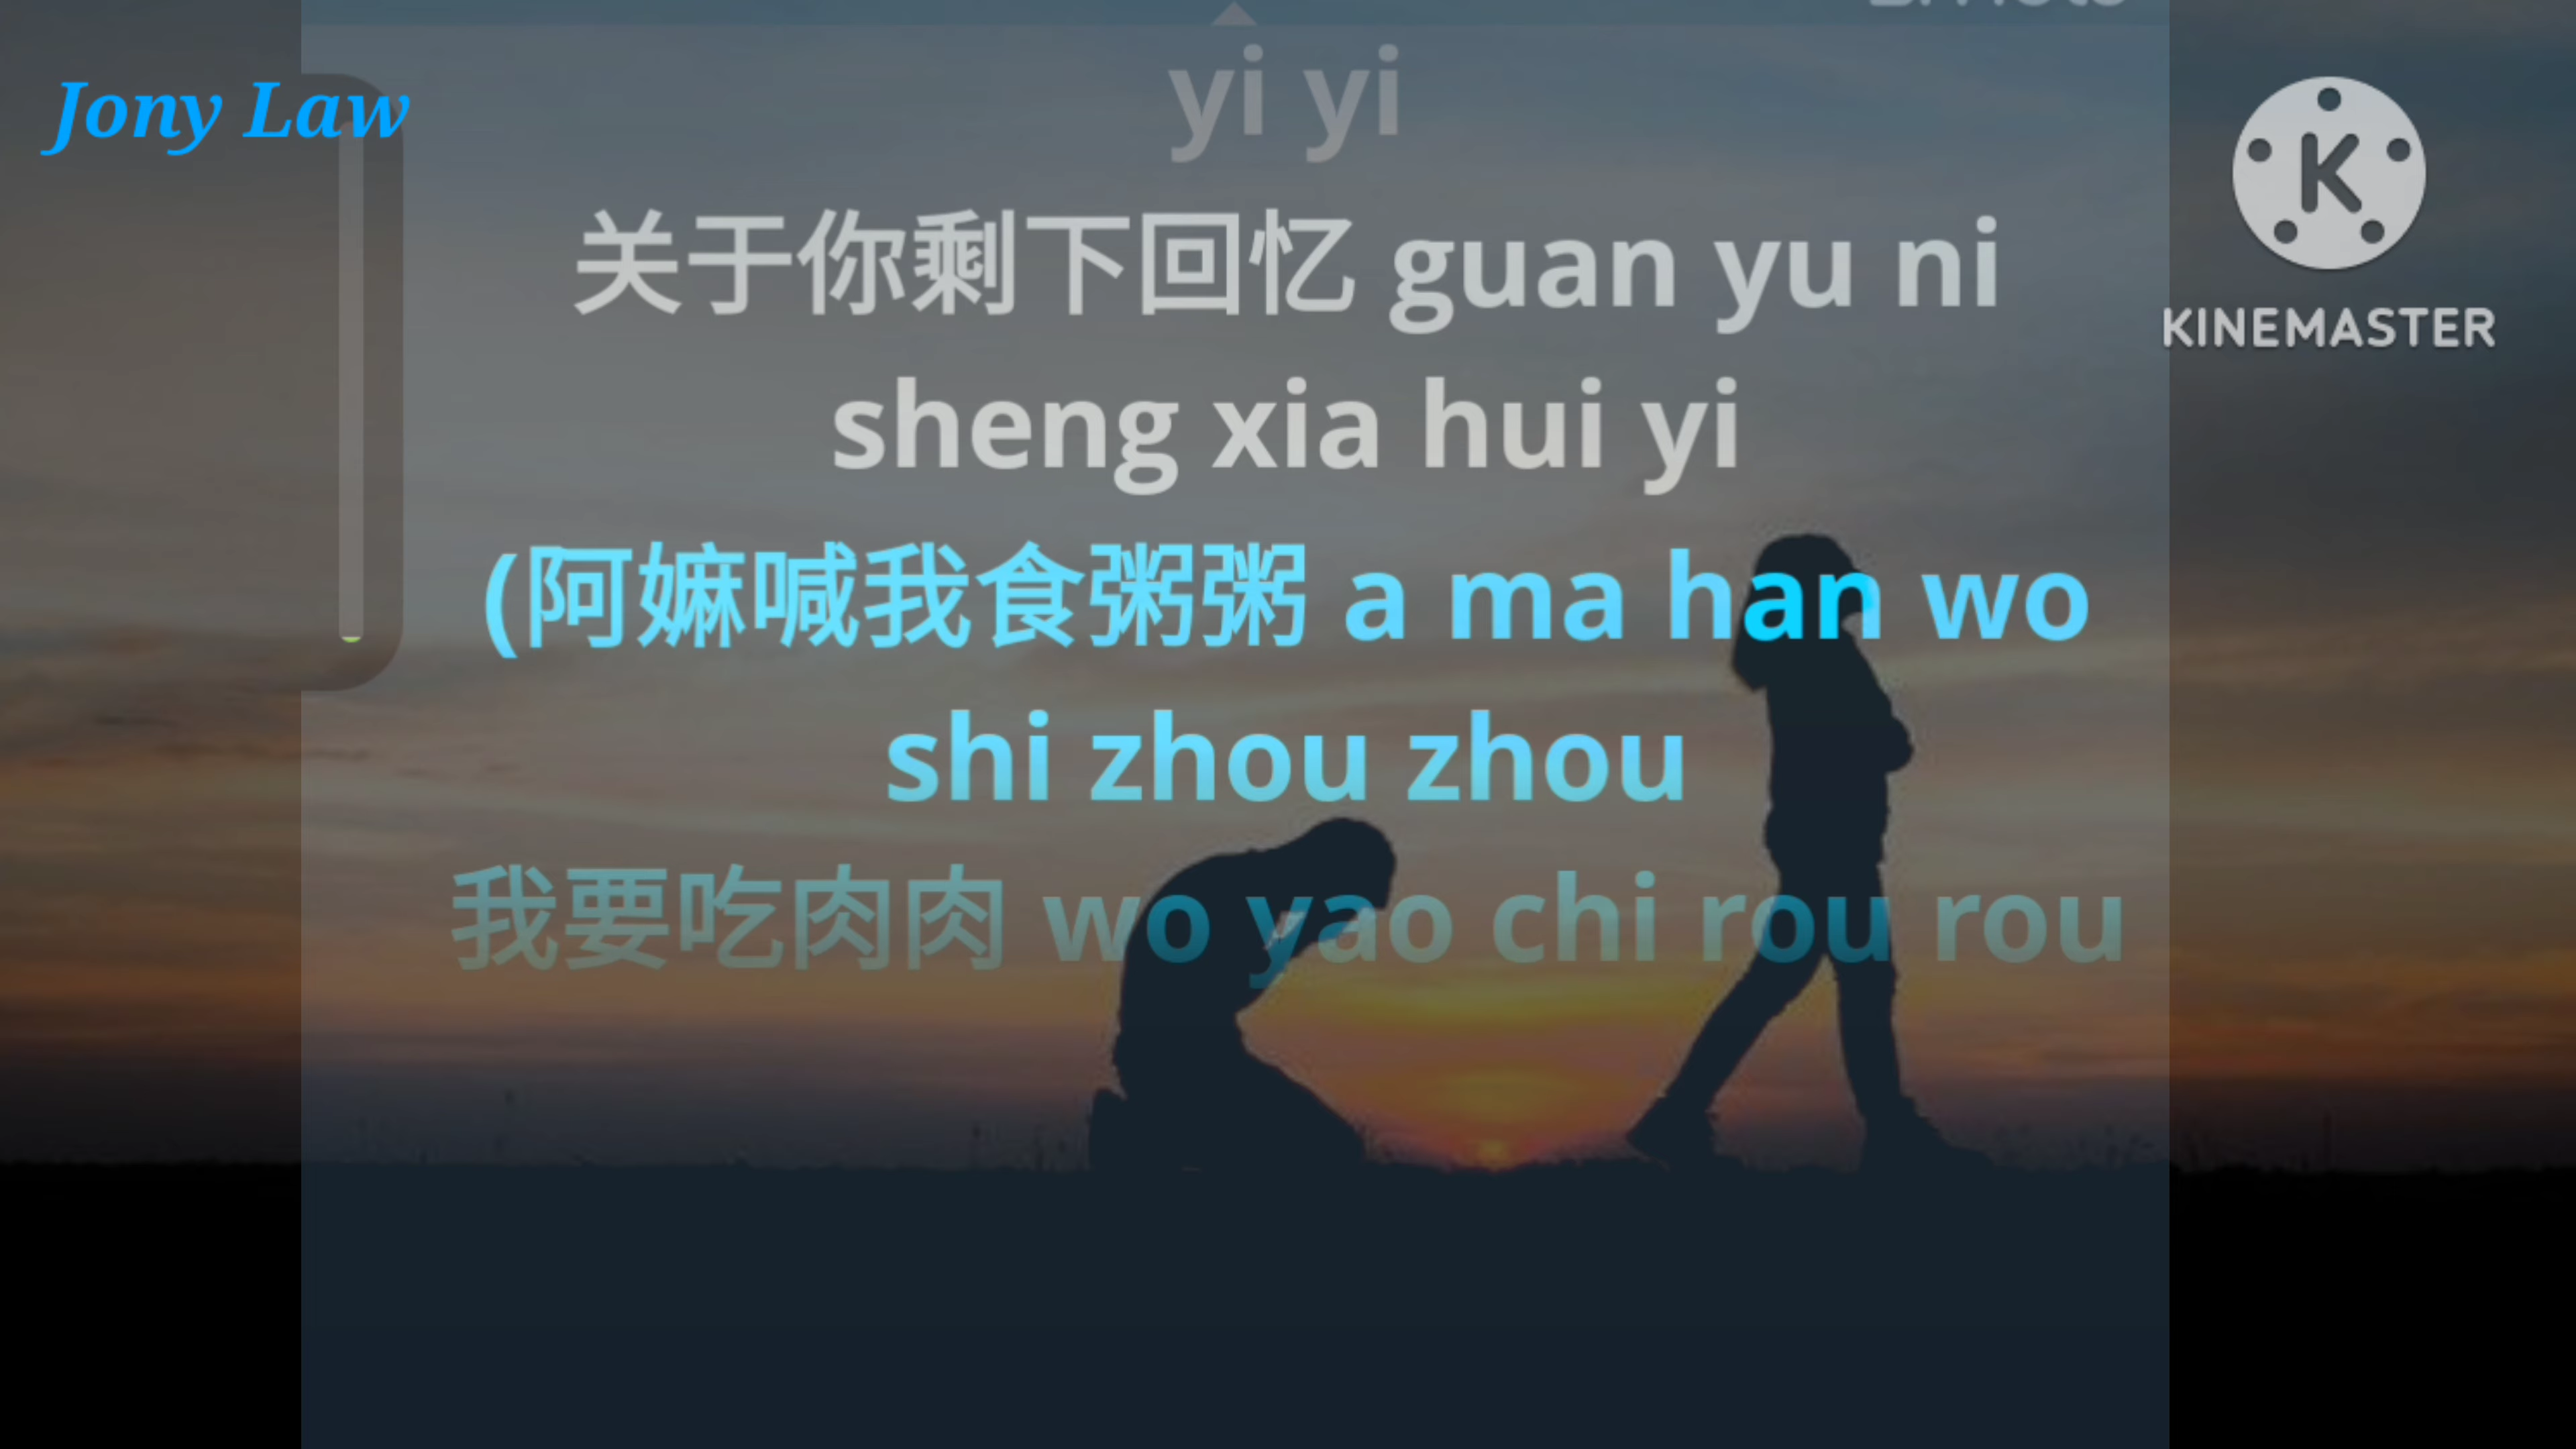 Jony Law
yi yi
关于你剩下回忆 guan yu ni
sheng xia hui yi
(阿嫲喊我食粥粥 a ma han wo
shi zhou zhou
我要吃肉肉 wo yao chi rou rou
K
KINEMASTER